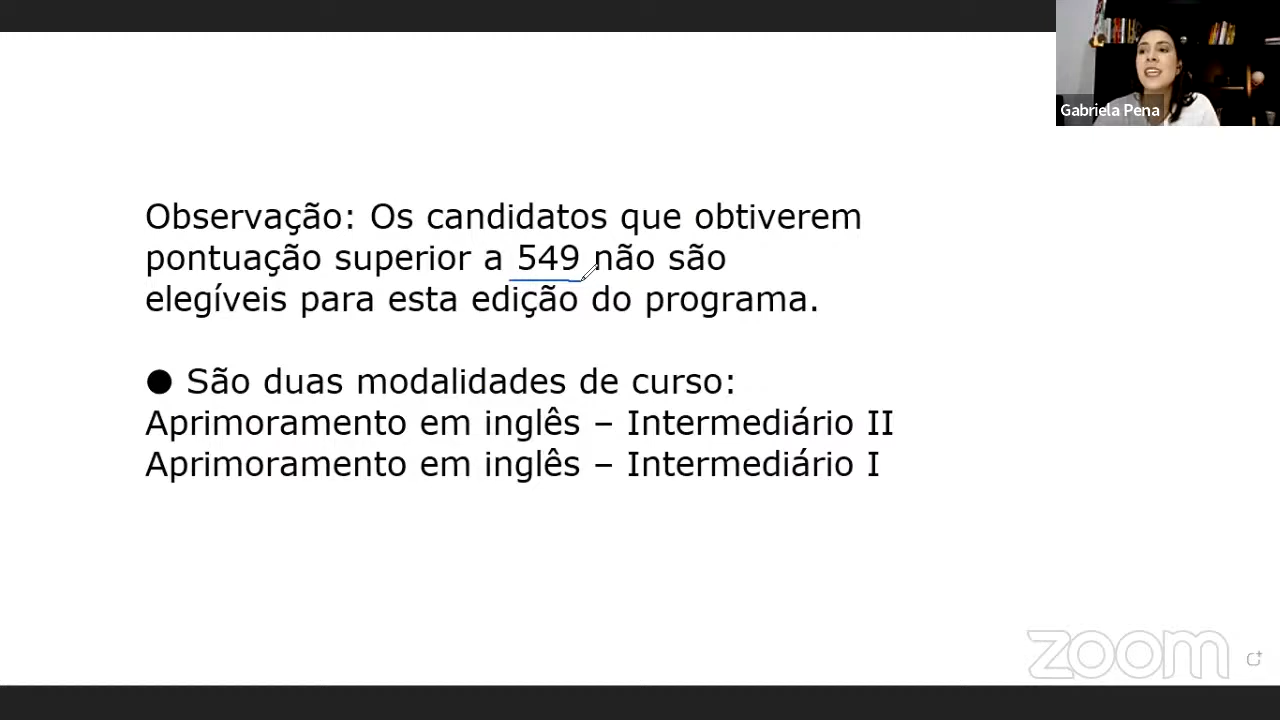 Gabriela Pena
Observação: Os candidatos que obtiverem
pontuação superior a 549 não são
elegíveis para esta edição do programa.
● São duas modalidades de curso:
Aprimoramento em inglês – Intermediário II
Aprimoramento em inglês – Intermediário I
zoom